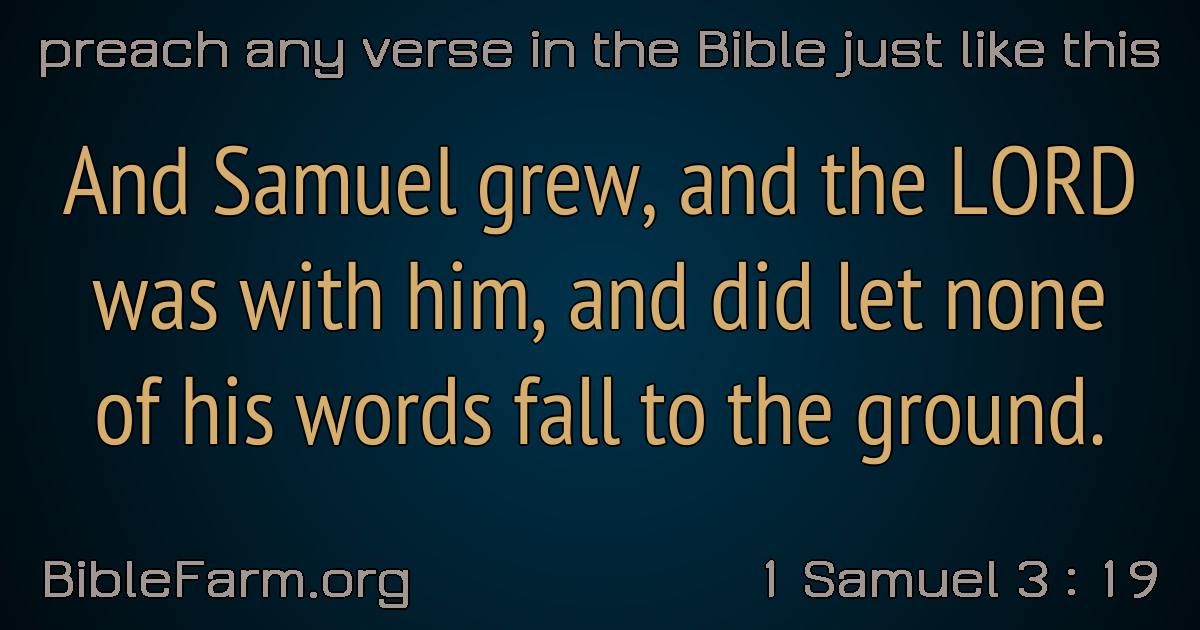 preach any verse in the Bible just like this
And Samuel grew, and the LORD
was with him, and did let none
of his words fall to the ground.
BibleFarm.org
1 Samuel 3 : 19